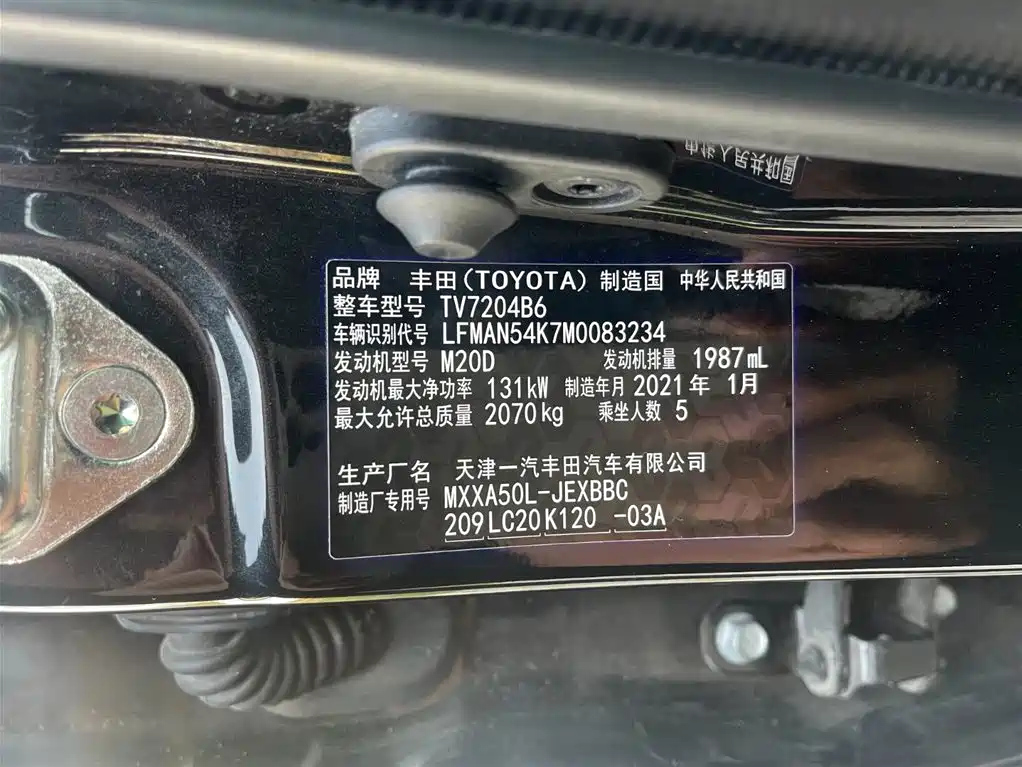 品牌 丰田(TOYOTA) 制造国 中华人民共和国
整车型号 TV7204B6
车辆识别代号 LFMAN54K7M0083234
发动机型号 M20D 发动机排量 1987mL
发动机最大净功率 131kW 制造年月 2021年 1月
最大允许总质量 2070kg 乘坐人数 5
生产厂名 天津一汽丰田汽车有限公司
制造厂专用号 MXXA50L-JEXBBC
209 LC20 K120 -03A